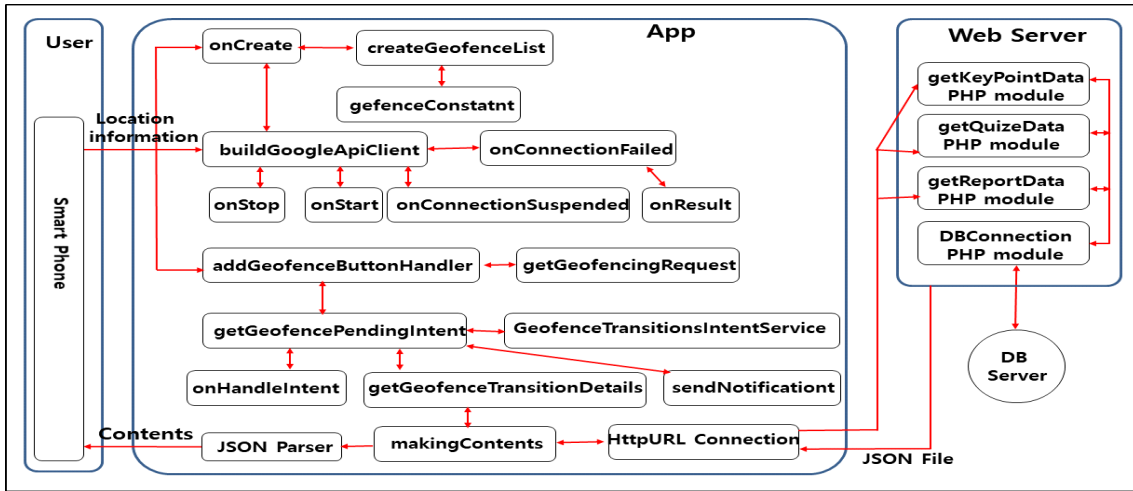 User
App
Web Server
onCreate
createGeofenceList
gefenceConstatnt
Location
information
buildGoogleApiClient
onConnectionFailed
onStop
onStart
onConnectionSuspended
onResult
Smart Phone
addGeofenceButtonHandler
getGeofencingRequest
getGeofencePendingIntent
GeofenceTransitionsIntentService
onHandleIntent
getGeofenceTransitionDetails
sendNotificationt
Contents
JSON Parser
makingContents
HttpURL Connection
JSON File
getKeyPointData
PHP module
getQuizeData
PHP module
getReportData
PHP module
DBConnection
PHP module
DB
Server